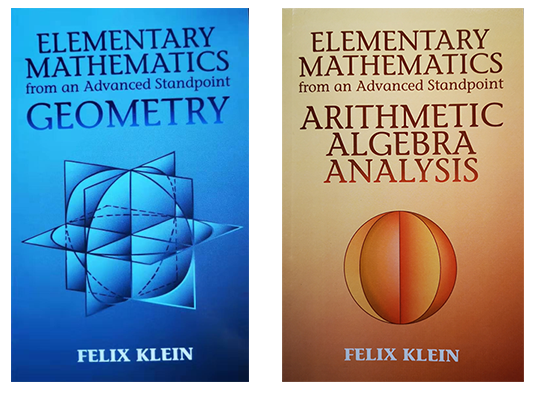 ELEMENTARY
MATHEMATICS
from an Advanced Standpoint
GEOMETRY
FELIX KLEIN
ELEMENTARY
MATHEMATICS
from an Advanced Standpoint
ARITHMETIC
ALGEBRA
ANALYSIS
FELIX KLEIN